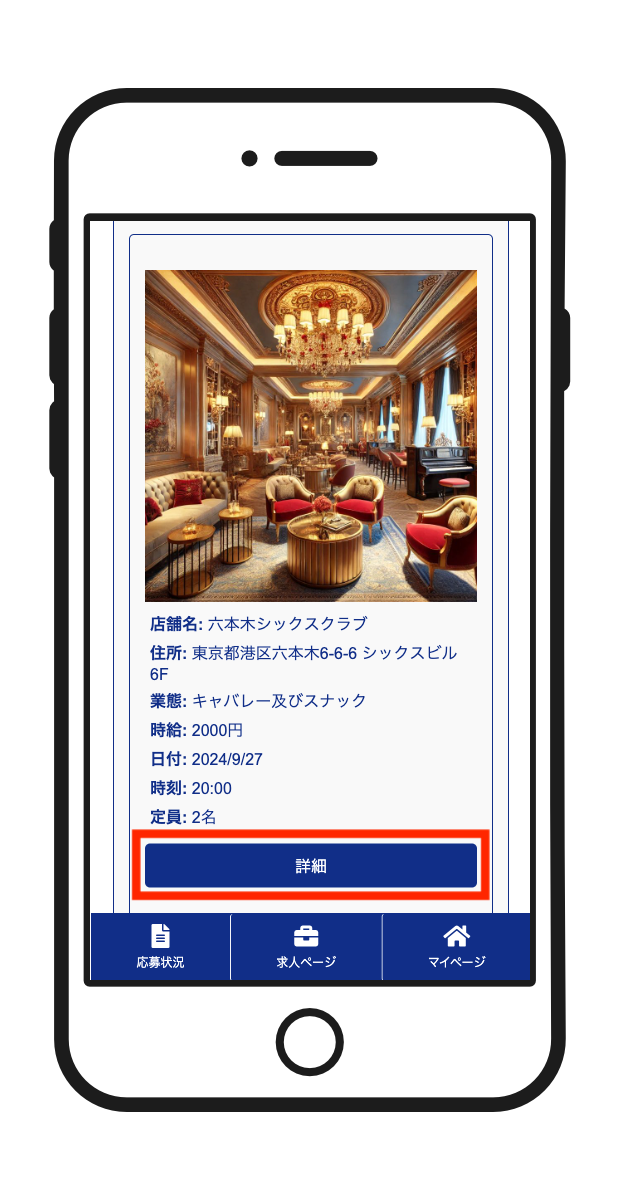 店舗名: 六本木シックスクラブ
住所: 東京都港区六本木6-6-6 シックスビル
6F
業態: キャバレー及びスナック
時給: 2000円
日付: 2024/9/27
時刻: 20:00
定員: 2名
詳細
応募状況
求人ページ
マイページ